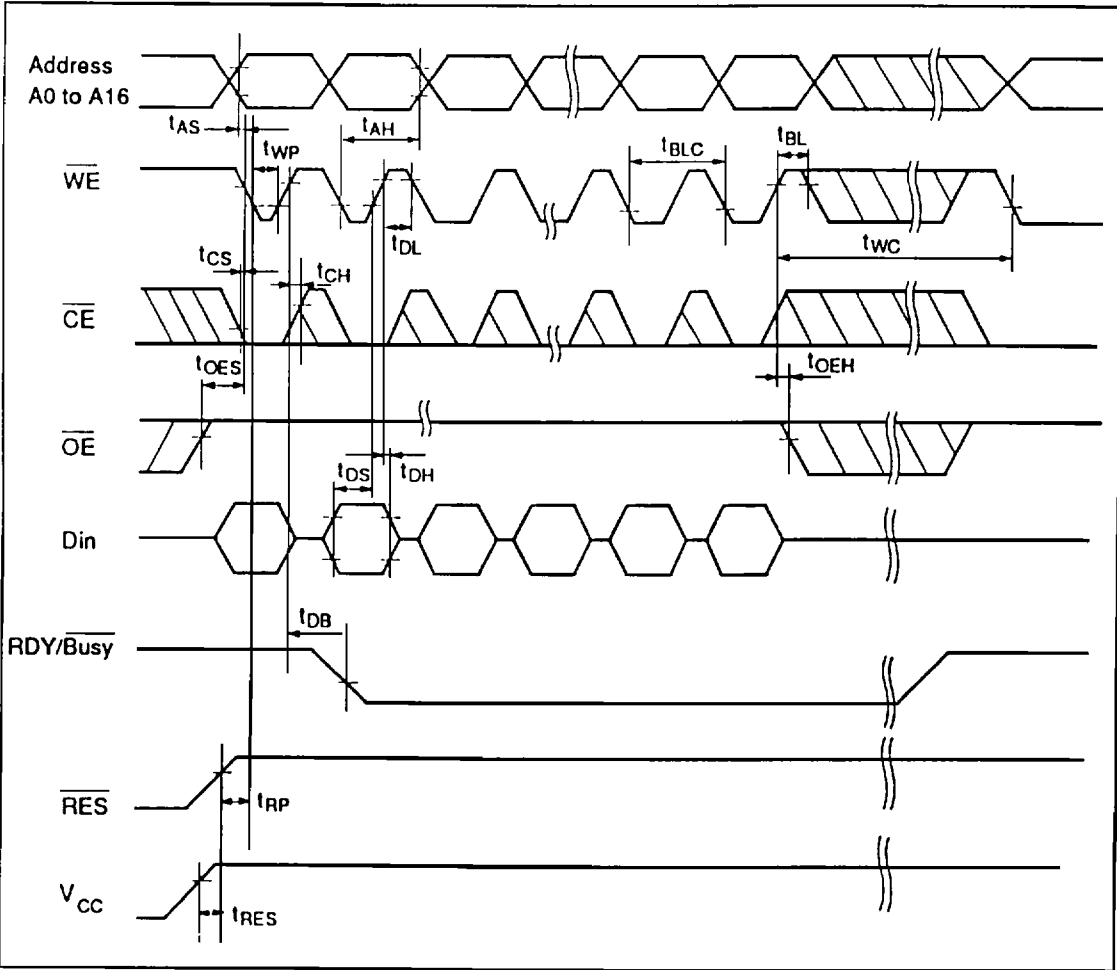 Address
A0 to A16
tAS
tAH
tWP
tBLC
tBL
WE
tDL
tWC
tCS
tCH
CE
tOES
tOEH
OE
tDS
tDH
Din
tDB
RDY/Busy
RES
tRP
VCC
tRES